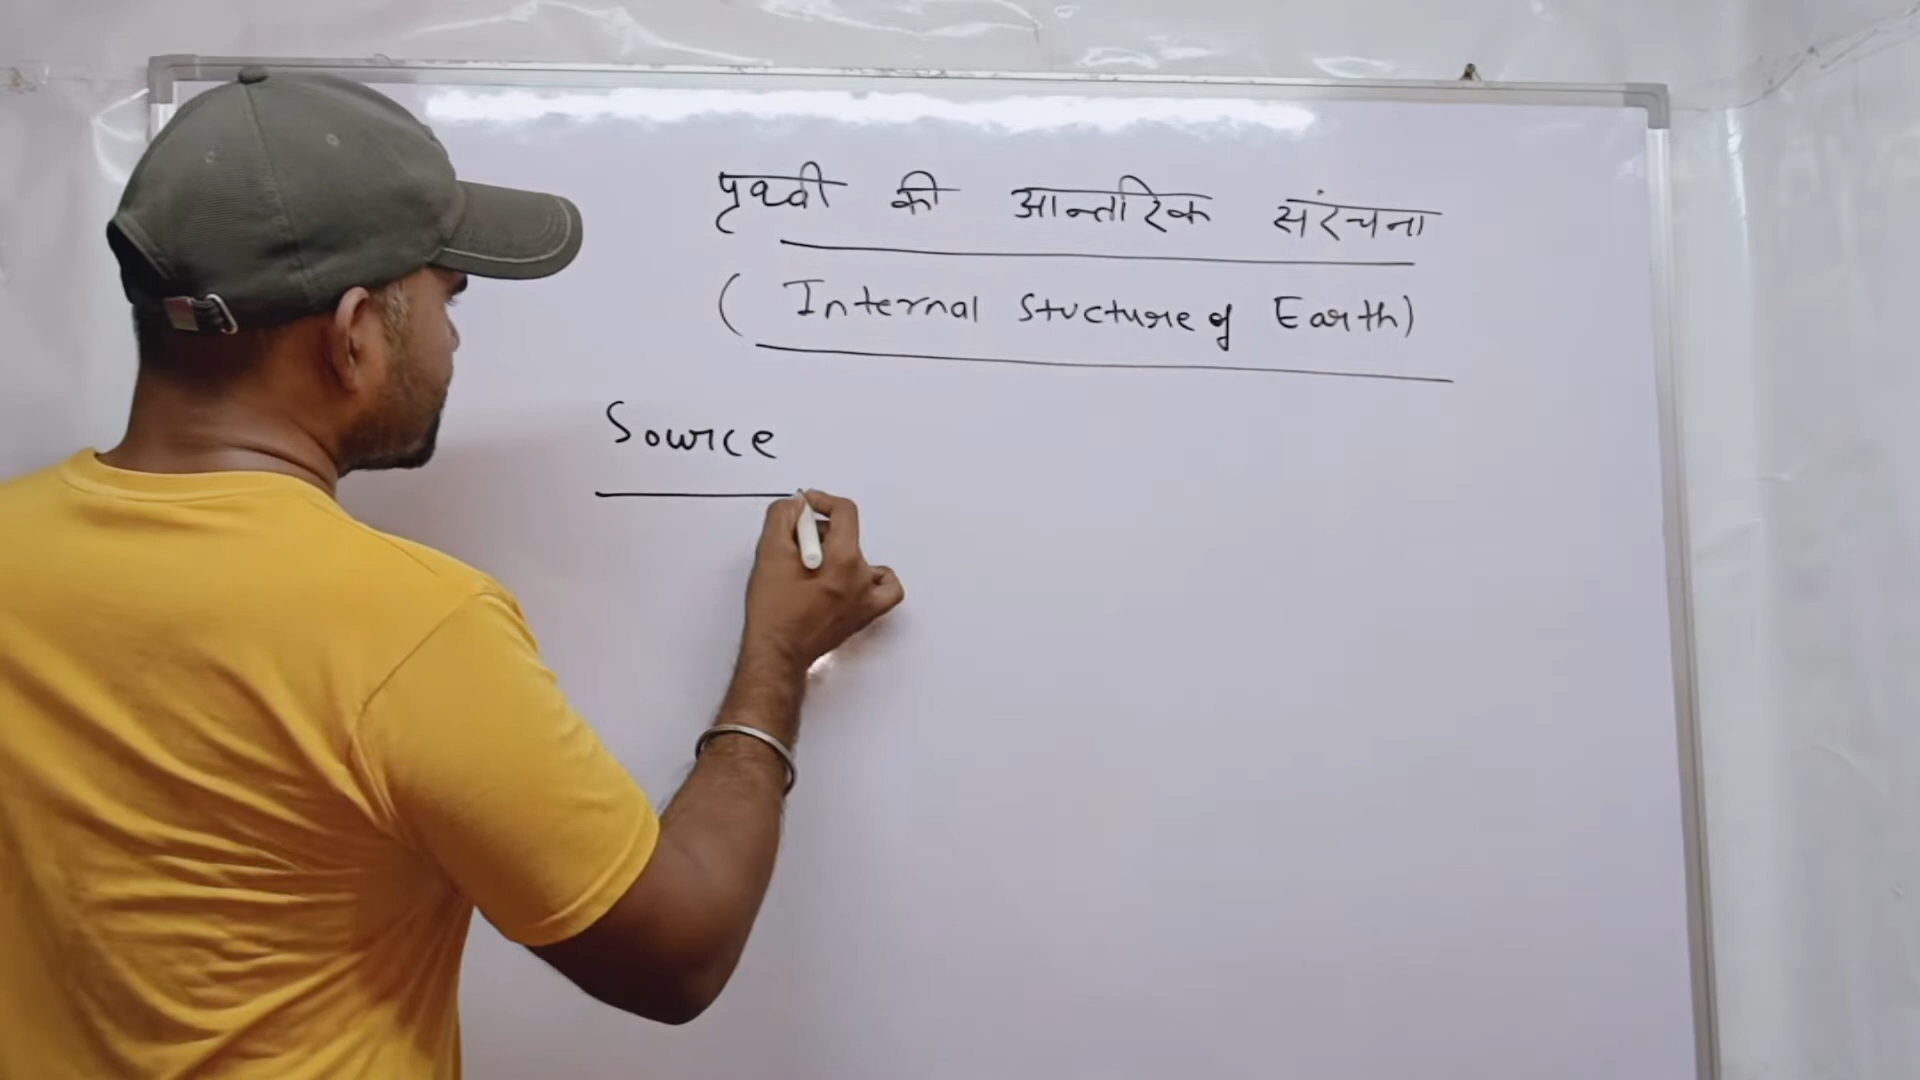 पृथ्वी की आन्तरिक संरचना
( Internal Stucture of Earth)
Source